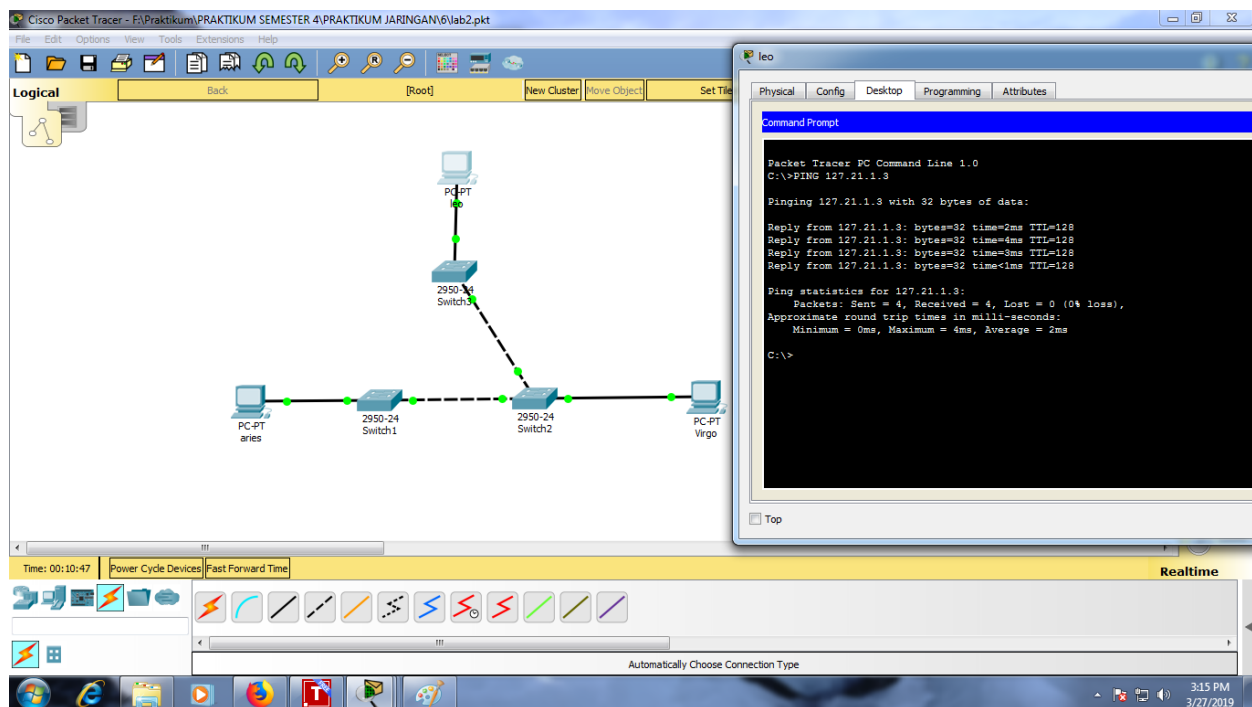 Cisco Packet Tracer - F:\Praktikum\PRAKTIKUM SEMESTER 4\PRAKTIKUM JARINGAN\6\lab2.pkt
File Edit Options View Tools Extensions Help
Logical
Back
[Root]
New Cluster
Move Object
Set Tile
PC-PT
leo
2950-24
Switch3
PC-PT
aries
2950-24
Switch1
2950-24
Switch2
PC-PT
Virgo
leo
Physical Config Desktop Programming Attributes
Command Prompt
Packet Tracer PC Command Line 1.0
C:\>PING 127.21.1.3
Pinging 127.21.1.3 with 32 bytes of data:
Reply from 127.21.1.3: bytes=32 time=2ms TTL=128
Reply from 127.21.1.3: bytes=32 time=4ms TTL=128
Reply from 127.21.1.3: bytes=32 time=3ms TTL=128
Reply from 127.21.1.3: bytes=32 time<1ms TTL=128
Ping statistics for 127.21.1.3:
Packets: Sent = 4, Received = 4, Lost = 0 (0% loss),
Approximate round trip times in milli-seconds:
Minimum = 0ms, Maximum = 4ms, Average = 2ms
C:\>
Top
Time: 00:10:47
Power Cycle Devices
Fast Forward Time
Realtime
Automatically Choose Connection Type
3:15 PM
3/27/2019